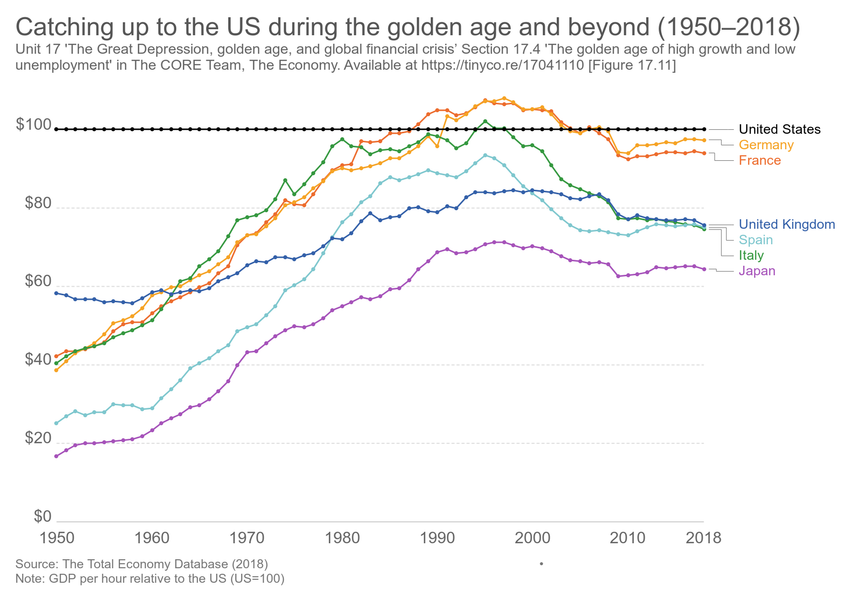 Catching up to the US during the golden age and beyond (1950–2018)
Unit 17 'The Great Depression, golden age, and global financial crisis’ Section 17.4 'The golden age of high growth and low
unemployment' in The CORE Team, The Economy. Available at https://tinyco.re/17041110 [Figure 17.11]
$100
$80
$60
$40
$20
$0
United States
Germany
France
United Kingdom
Spain
Italy
Japan
1950 1960 1970 1980 1990 2000 2010 2018
Source: The Total Economy Database (2018)
Note: GDP per hour relative to the US (US=100)